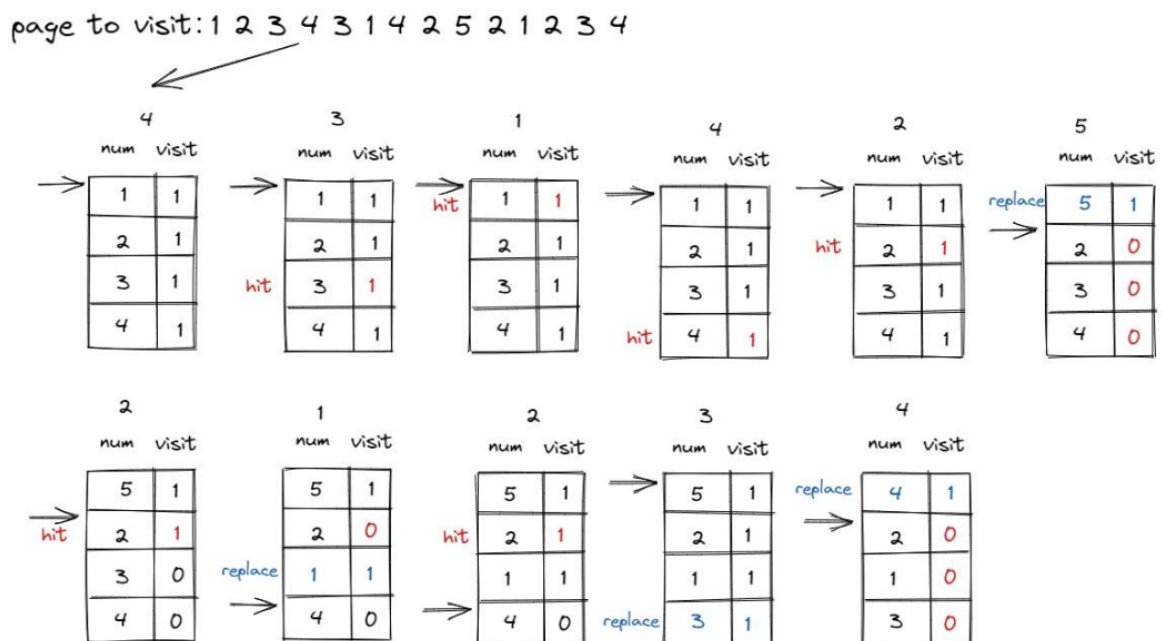 page to visit: 1 2 3 4 3 1 4 2 5 2 1 2 3 4
4
num visit
1 1
2 1
3 1
4 1
3
num visit
1 1
2 1
hit 3 1
4 1
1
num visit
hit 1 1
2 1
3 1
4 1
4
num visit
1 1
2 1
3 1
hit 4 1
2
num visit
1 1
hit 2 1
3 1
4 1
5
num visit
replace 5 1
2 0
3 0
4 0
2
num visit
5 1
hit 2 1
3 0
4 0
1
num visit
5 1
2 0
replace 1 1
4 0
2
num visit
5 1
hit 2 1
1 1
4 0
3
num visit
5 1
2 1
1 1
replace 3 1
4
num visit
replace 4 1
2 0
1 0
3 0